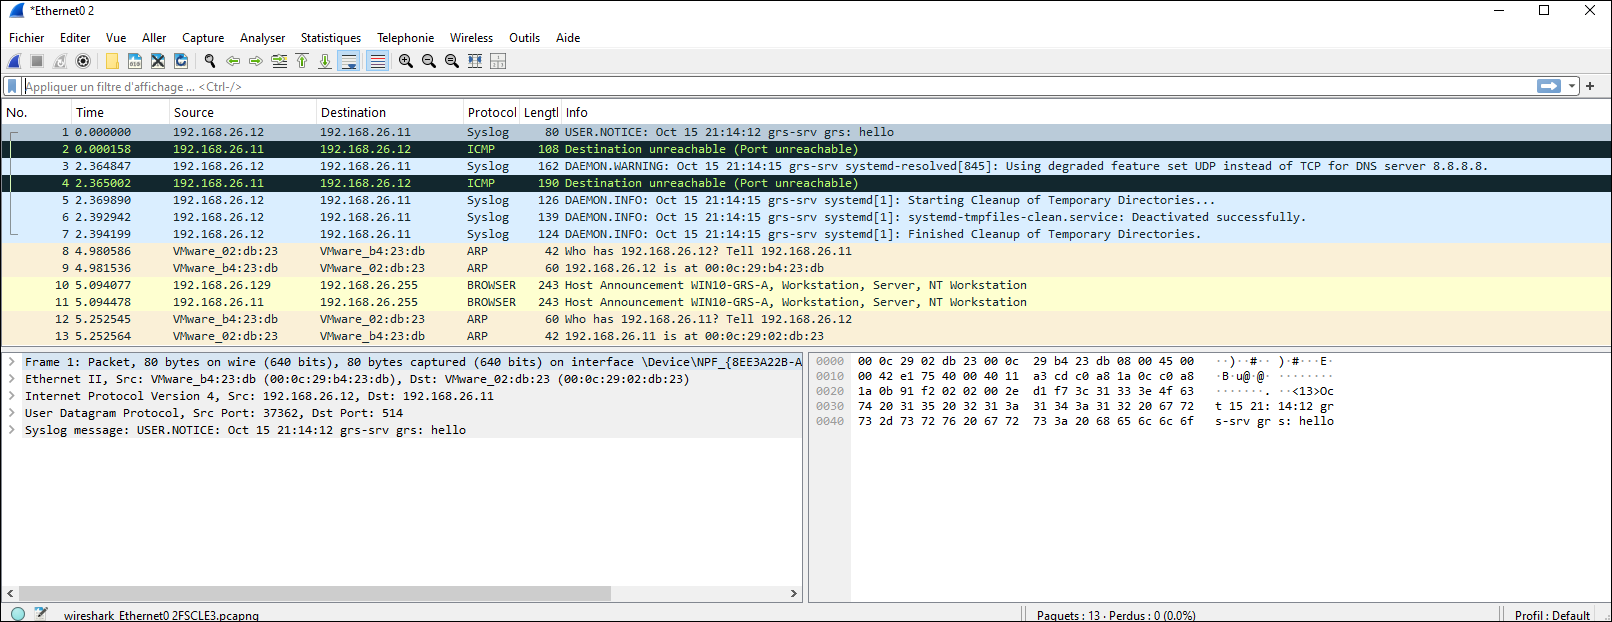 *Ethernet0 2
Fichier Editer Vue Aller Capture Analyser Statistiques Telephonie Wireless Outils Aide
Appliquer un filtre d'affichage ... <Ctrl-/>
No. Time Source Destination Protocol Lengtl Info
1 0.000000 192.168.26.12 192.168.26.11 Syslog 80 USER.NOTICE: Oct 15 21:14:12 grs-srv grs: hello
2 0.000158 192.168.26.11 192.168.26.12 ICMP 108 Destination unreachable (Port unreachable)
3 2.364847 192.168.26.12 192.168.26.11 Syslog 162 DAEMON.WARNING: Oct 15 21:14:15 grs-srv systemd-resolved[845]: Using degraded feature set UDP instead of TCP for DNS server 8.8.8.8.
4 2.365002 192.168.26.11 192.168.26.12 ICMP 190 Destination unreachable (Port unreachable)
5 2.369890 192.168.26.12 192.168.26.11 Syslog 126 DAEMON.INFO: Oct 15 21:14:15 grs-srv systemd[1]: Starting Cleanup of Temporary Directories...
6 2.392942 192.168.26.12 192.168.26.11 Syslog 139 DAEMON.INFO: Oct 15 21:14:15 grs-srv systemd[1]: systemd-tmpfiles-clean.service: Deactivated successfully.
7 2.394199 192.168.26.12 192.168.26.11 Syslog 124 DAEMON.INFO: Oct 15 21:14:15 grs-srv systemd[1]: Finished Cleanup of Temporary Directories.
8 4.980586 VMware_02:db:23 VMware_b4:23:db ARP 42 Who has 192.168.26.12? Tell 192.168.26.11
9 4.981536 VMware_b4:23:db VMware_02:db:23 ARP 60 192.168.26.12 is at 00:0c:29:b4:23:db
10 5.094077 192.168.26.129 192.168.26.255 BROWSER 243 Host Announcement WIN10-GRS-A, Workstation, Server, NT Workstation
11 5.094478 192.168.26.11 192.168.26.255 BROWSER 243 Host Announcement WIN10-GRS-A, Workstation, Server, NT Workstation
12 5.252545 VMware_b4:23:db VMware_02:db:23 ARP 60 Who has 192.168.26.11? Tell 192.168.26.12
13 5.252564 VMware_02:db:23 VMware_b4:23:db ARP 42 192.168.26.11 is at 00:0c:29:02:db:23
Frame 1: Packet, 80 bytes on wire (640 bits), 80 bytes captured (640 bits) on interface \Device\NPF_{8EE3A22B-A
Ethernet II, Src: VMware_b4:23:db (00:0c:29:b4:23:db), Dst: VMware_02:db:23 (00:0c:29:02:db:23)
Internet Protocol Version 4, Src: 192.168.26.12, Dst: 192.168.26.11
User Datagram Protocol, Src Port: 37362, Dst Port: 514
Syslog message: USER.NOTICE: Oct 15 21:14:12 grs-srv grs: hello
0000 00 0c 29 02 db 23 00 0c 29 b4 23 db 08 00 45 00 ··)··#·· )·#···E·
0010 00 42 e1 75 40 00 40 11 a3 cd c0 a8 1a 0c c0 a8 ·B·u@·@· ········
0020 1a 0b 91 f2 02 02 00 2e d1 f7 3c 31 33 3e 4f 63 ·······. ··<13>Oc
0030 74 20 31 35 20 32 31 3a 31 34 3a 31 32 20 67 72 t 15 21: 14:12 gr
0040 73 2d 73 72 76 20 67 72 73 3a 20 68 65 6c 6c 6f s-srv gr s: hello
wireshark_Ethernet0 2FSCLE3.pcapng
Paquets : 13 · Perdus : 0 (0.0%)
Profil : Default